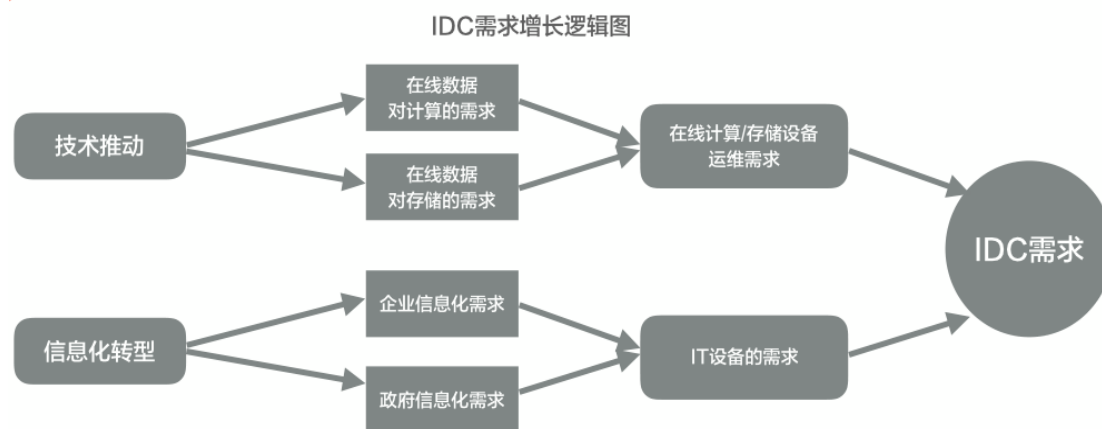 IDC需求增长逻辑图
技术推动
在线数据
对计算的需求
在线数据
对存储的需求
在线计算/存储设备
运维需求
信息化转型
企业信息化需求
政府信息化需求
IT设备的需求
IDC需求